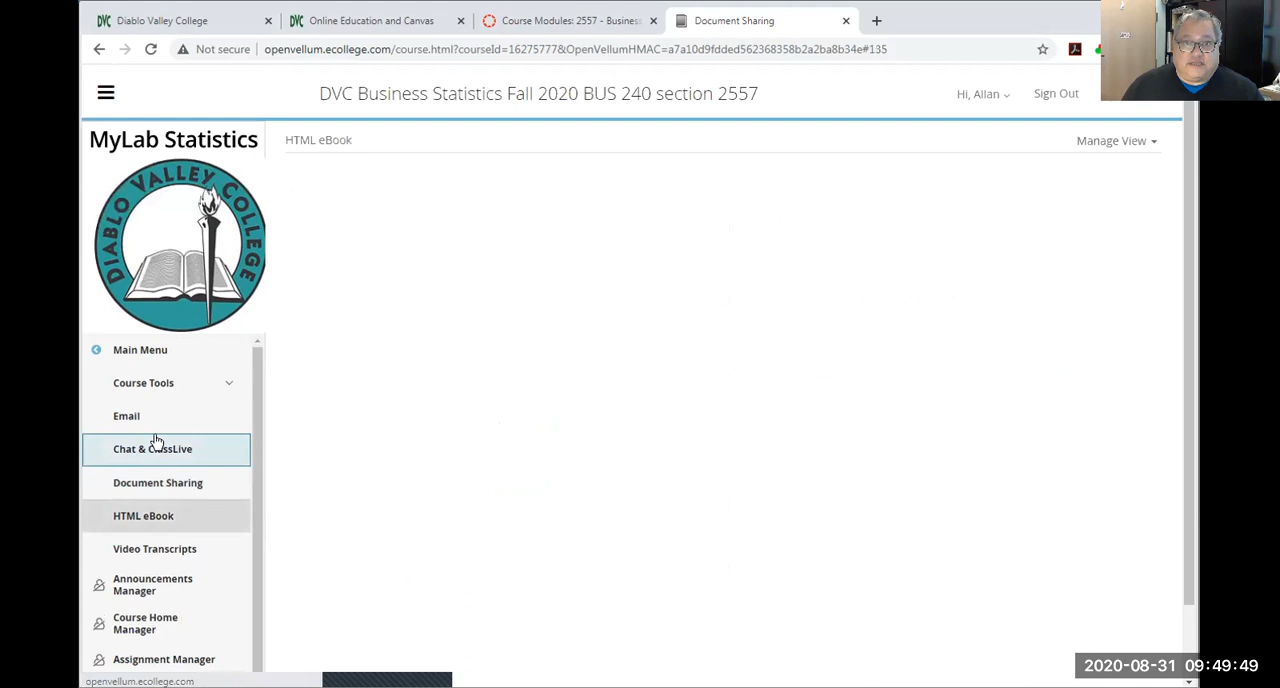 DVC Diablo Valley College
DVC Online Education and Canvas
Course Modules: 2557 - Business
Document Sharing
Not secure
openvellum.ecollege.com/course.html?courseId=16275777&OpenVellumHMAC=a7a10d9fdded562368358b2a2ba8b34e#135
DVC Business Statistics Fall 2020 BUS 240 section 2557
Hi, Allan
Sign Out
MyLab Statistics
HTML eBook
Manage View
DIABLO VALLEY COLLEGE
Main Menu
Course Tools
Email
Chat & ClassLive
Document Sharing
HTML eBook
Video Transcripts
Announcements
Manager
Course Home
Manager
Assignment Manager
openvellum.ecollege.com
2020-08-31 09:49:49